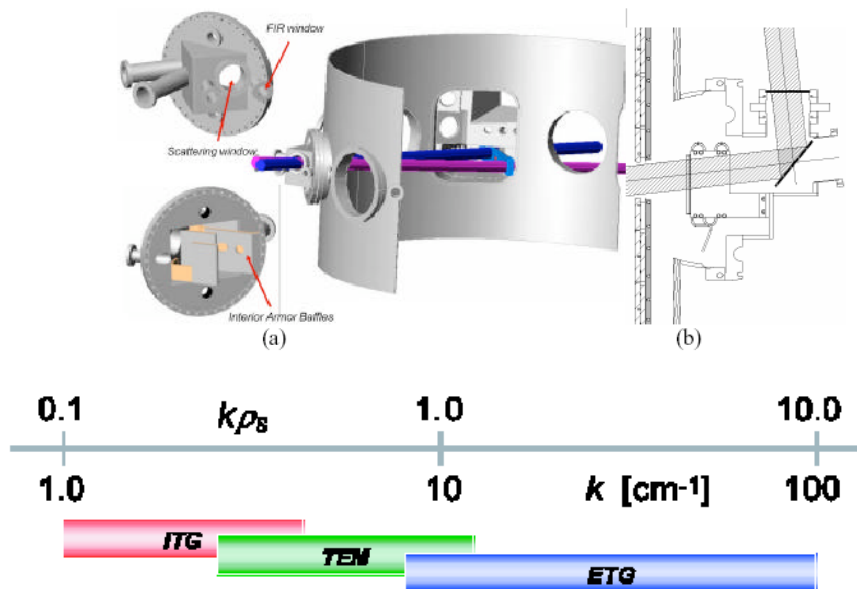 FIR window
Scattering window
Interior Armor Baffles
(a)
(b)
0.1 kρs 1.0 10.0
1.0 10 k [cm-1] 100
ITG
TEM
ETG